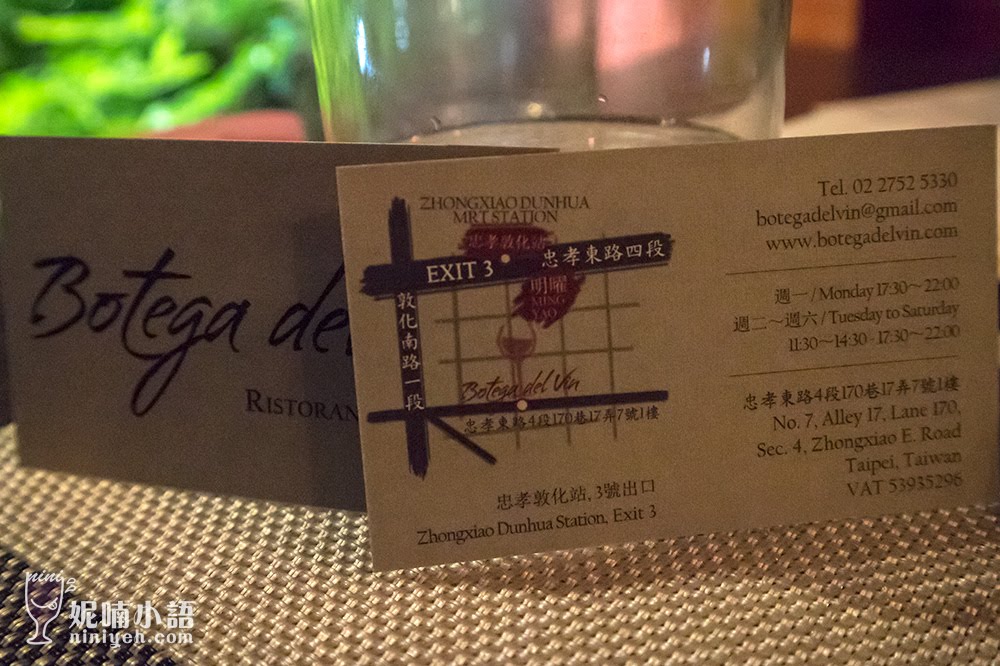 Botega del
RISTORAN
ZHONGXIAO DUNHUA
MRT STATION
忠孝敦化站
EXIT 3
忠孝東路四段
明曜
MING
YAO
敦化南路一段
Botega del Vin
忠孝東路4段170巷17弄7號1樓
忠孝敦化站, 3號出口
Zhongxiao Dunhua Station, Exit 3
Tel. 02 2752 5330
botegadelvin@gmail.com
www.botegadelvin.com
週一 / Monday 17:30～22:00
週二～週六 / Tuesday to Saturday
11:30～14:30 - 17:30～22:00
忠孝東路4段170巷17弄7號1樓
No. 7, Alley 17, Lane 170,
Sec. 4, Zhongxiao E. Road
Taipei, Taiwan
VAT 53935296
nini
妮喃小語
niniyeh.com